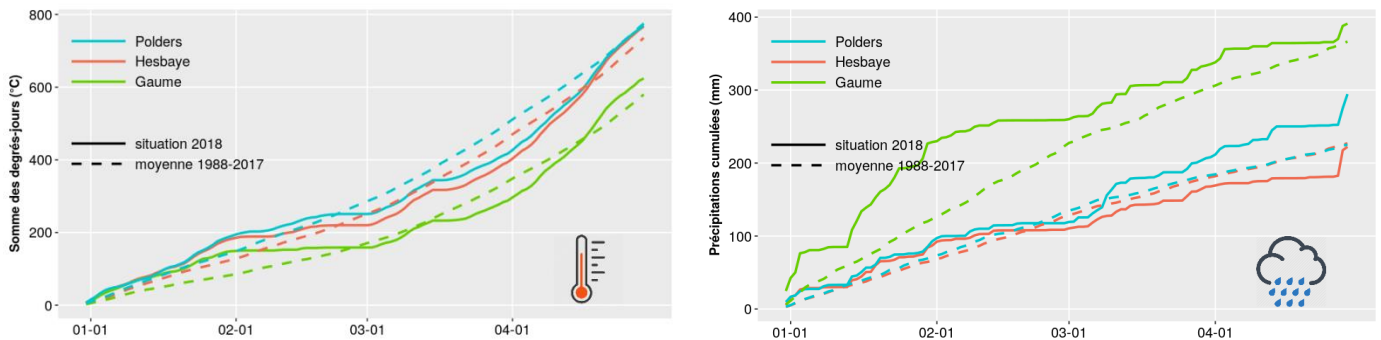 Somme des degrés-jours (°C)
800
600
400
200
0
Polders
Hesbaye
Gaume
situation 2018
moyenne 1988-2017
01-01
02-01
03-01
04-01
Précipitations cumulées (mm)
400
300
200
100
0
Polders
Hesbaye
Gaume
situation 2018
moyenne 1988-2017
01-01
02-01
03-01
04-01